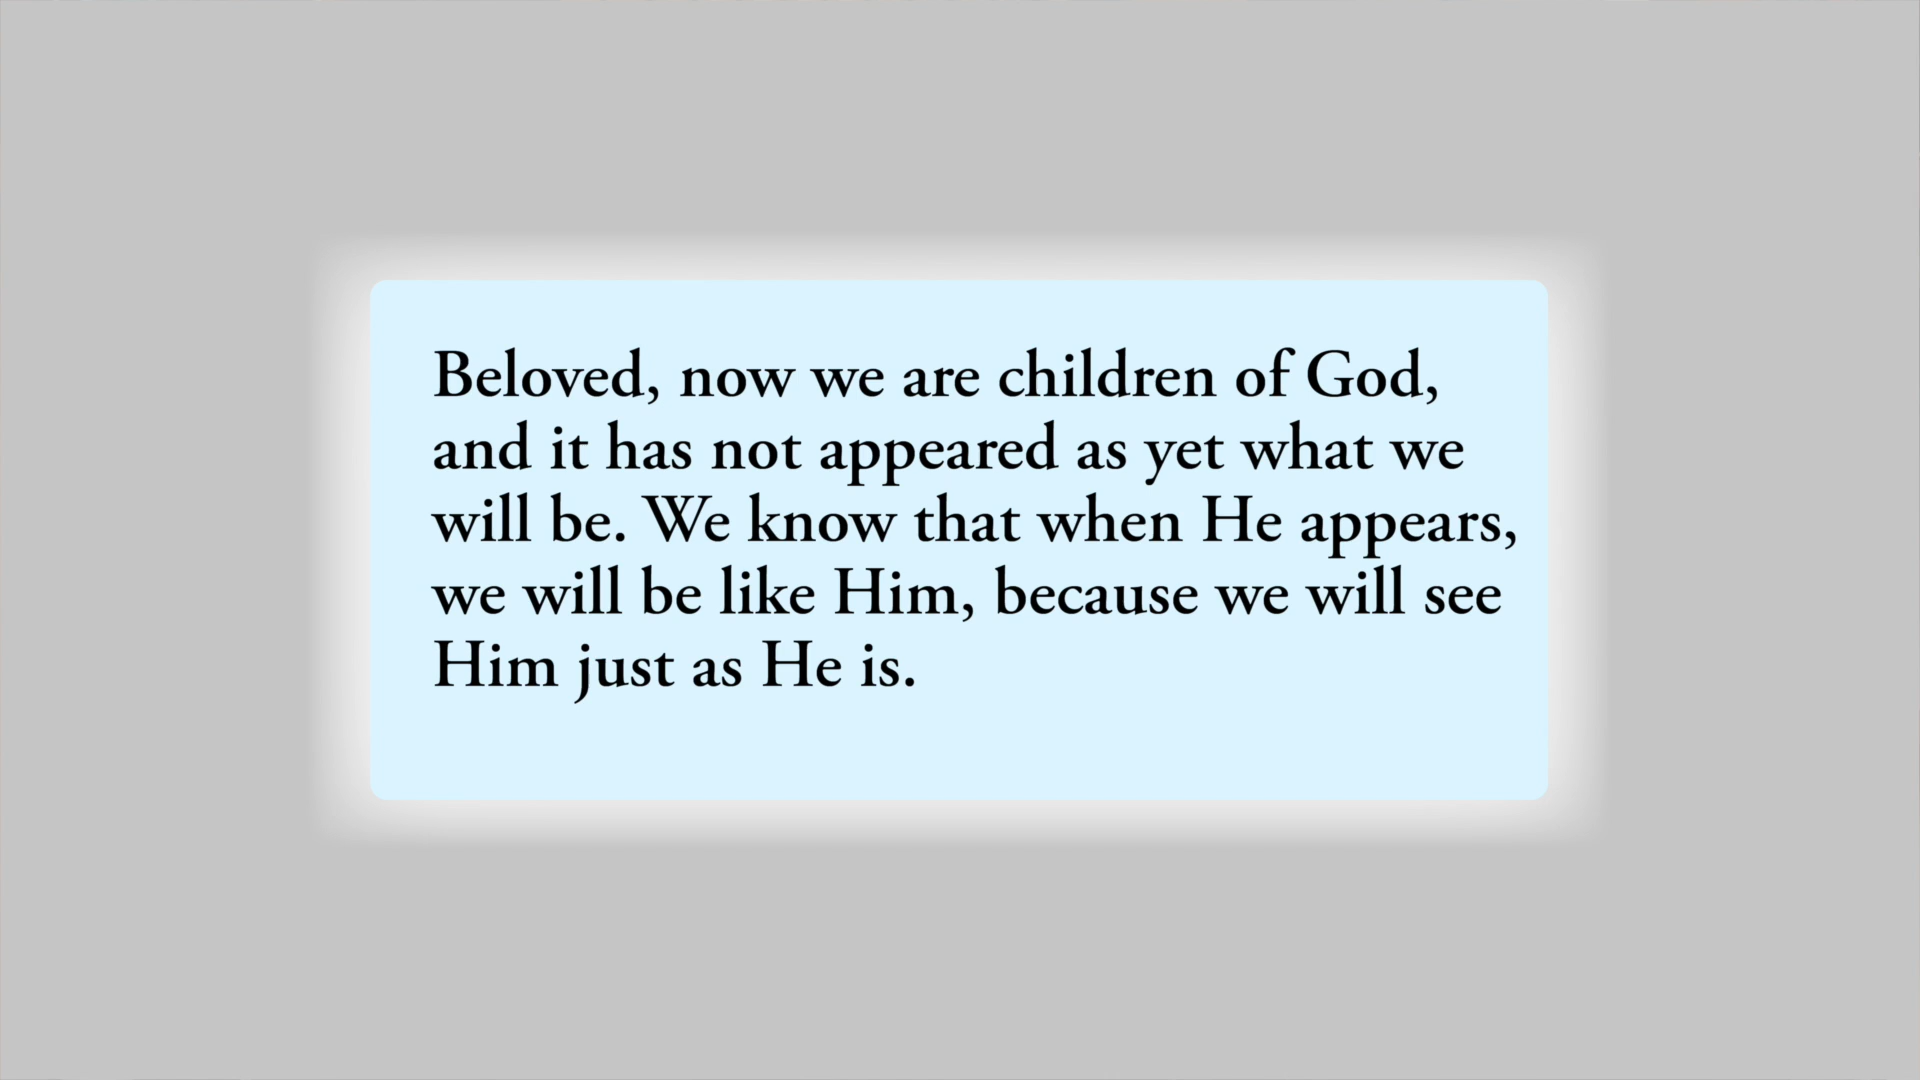 Beloved, now we are children of God,
and it has not appeared as yet what we
will be. We know that when He appears,
we will be like Him, because we will see
Him just as He is.